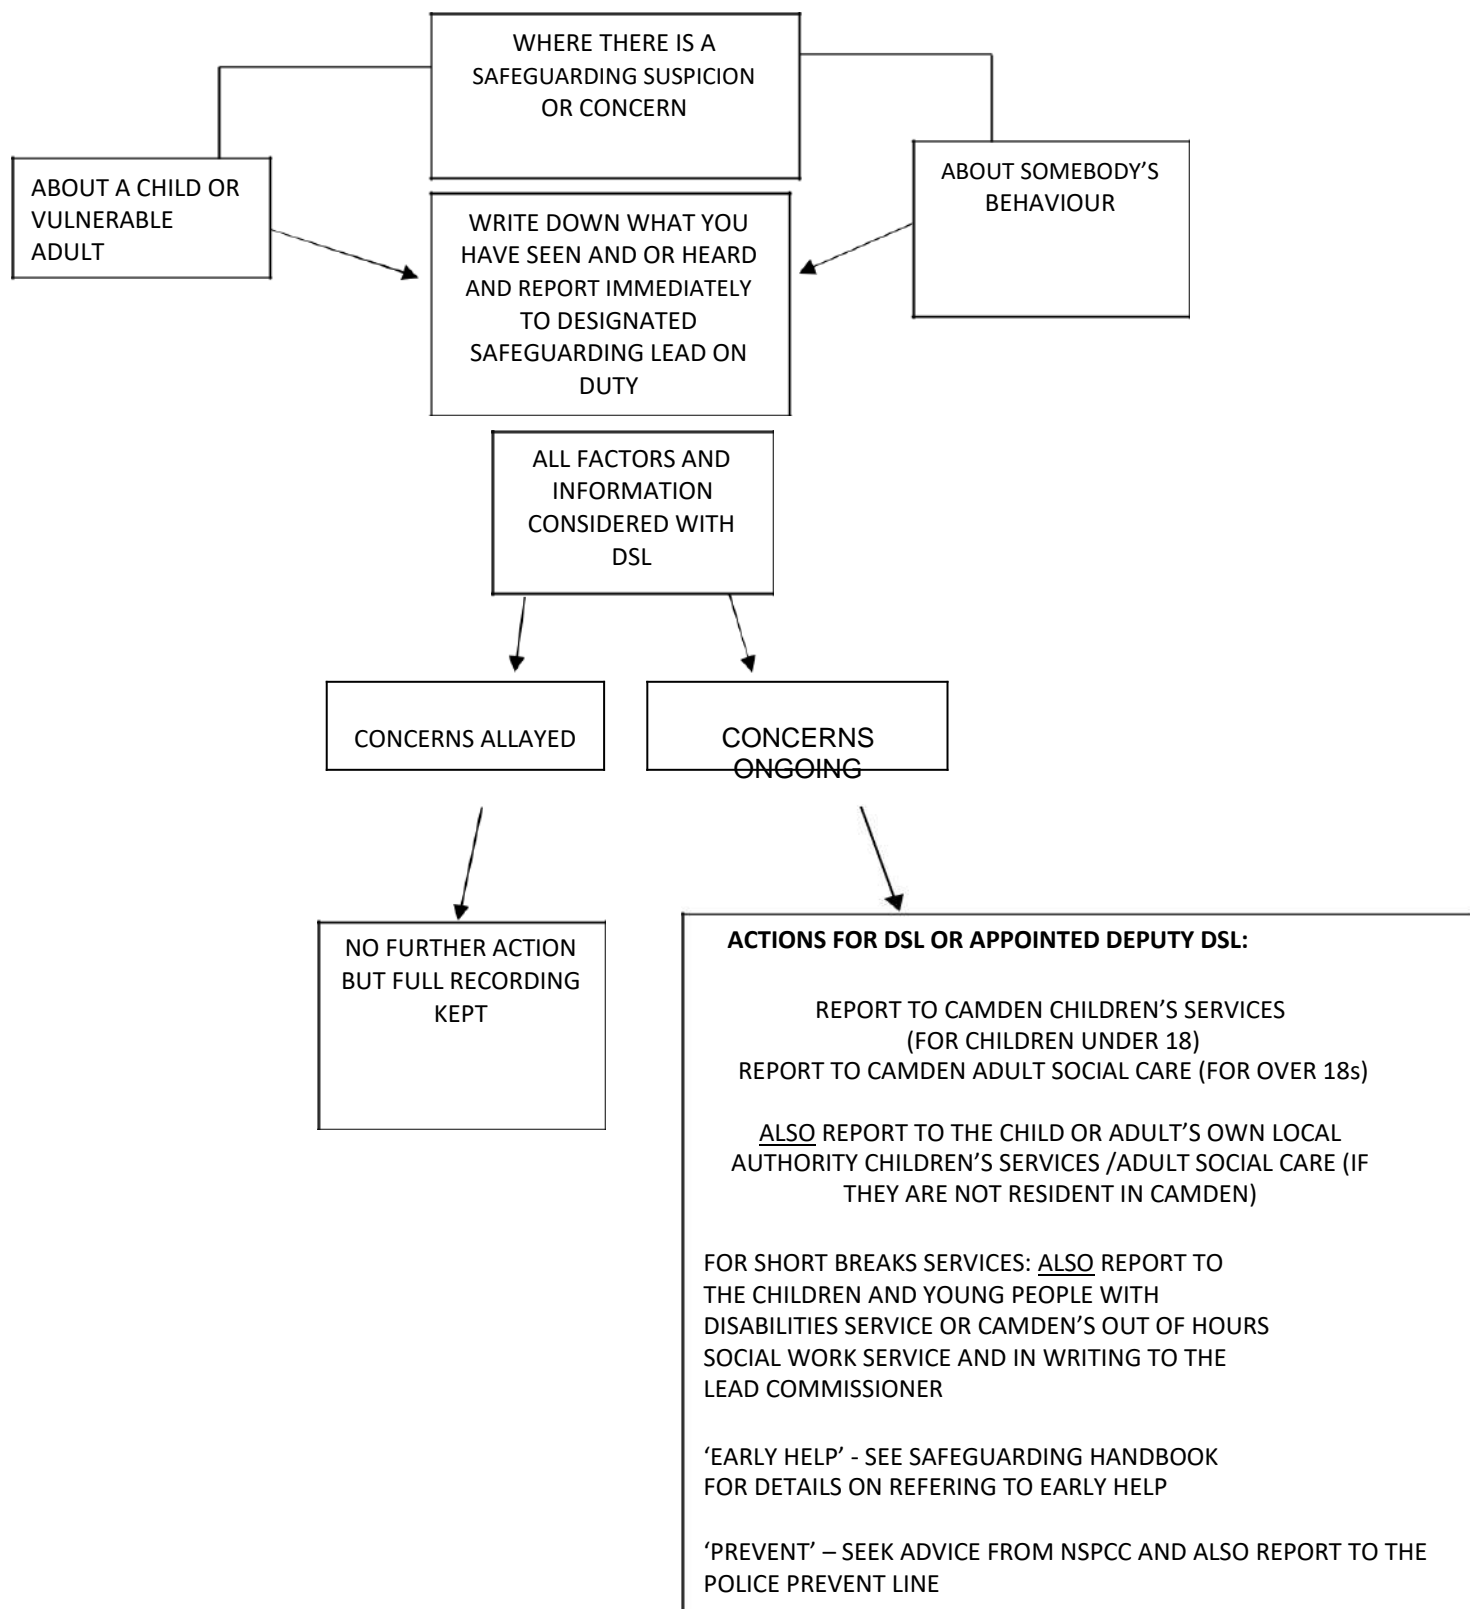 WHERE THERE IS A
SAFEGUARDING SUSPICION
OR CONCERN
ABOUT A CHILD OR
VULNERABLE
ADULT
ABOUT SOMEBODY’S
BEHAVIOUR
WRITE DOWN WHAT YOU
HAVE SEEN AND OR HEARD
AND REPORT IMMEDIATELY
TO DESIGNATED
SAFEGUARDING LEAD ON
DUTY
ALL FACTORS AND
INFORMATION
CONSIDERED WITH
DSL
CONCERNS ALLAYED
CONCERNS
ONGOING
NO FURTHER ACTION
BUT FULL RECORDING
KEPT
ACTIONS FOR DSL OR APPOINTED DEPUTY DSL:
REPORT TO CAMDEN CHILDREN’S SERVICES
(FOR CHILDREN UNDER 18)
REPORT TO CAMDEN ADULT SOCIAL CARE (FOR OVER 18s)
ALSO REPORT TO THE CHILD OR ADULT’S OWN LOCAL
AUTHORITY CHILDREN’S SERVICES /ADULT SOCIAL CARE (IF
THEY ARE NOT RESIDENT IN CAMDEN)
FOR SHORT BREAKS SERVICES: ALSO REPORT TO
THE CHILDREN AND YOUNG PEOPLE WITH
DISABILITIES SERVICE OR CAMDEN’S OUT OF HOURS
SOCIAL WORK SERVICE AND IN WRITING TO THE
LEAD COMMISSIONER
‘EARLY HELP’ - SEE SAFEGUARDING HANDBOOK
FOR DETAILS ON REFERING TO EARLY HELP
‘PREVENT’ – SEEK ADVICE FROM NSPCC AND ALSO REPORT TO THE
POLICE PREVENT LINE